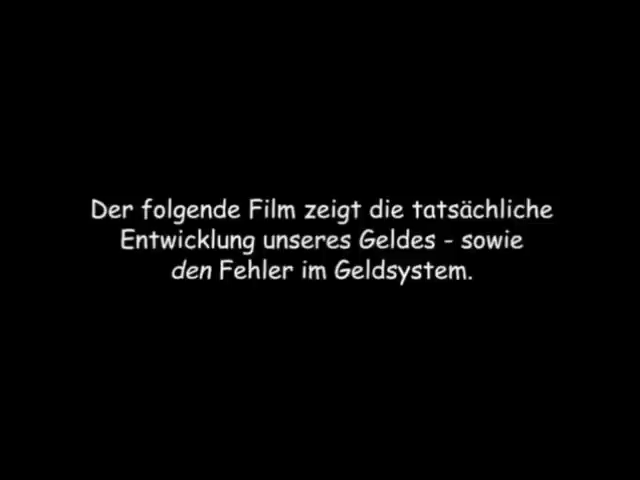 Der folgende Film zeigt die tatsächliche
Entwicklung unseres Geldes - sowie
den Fehler im Geldsystem.